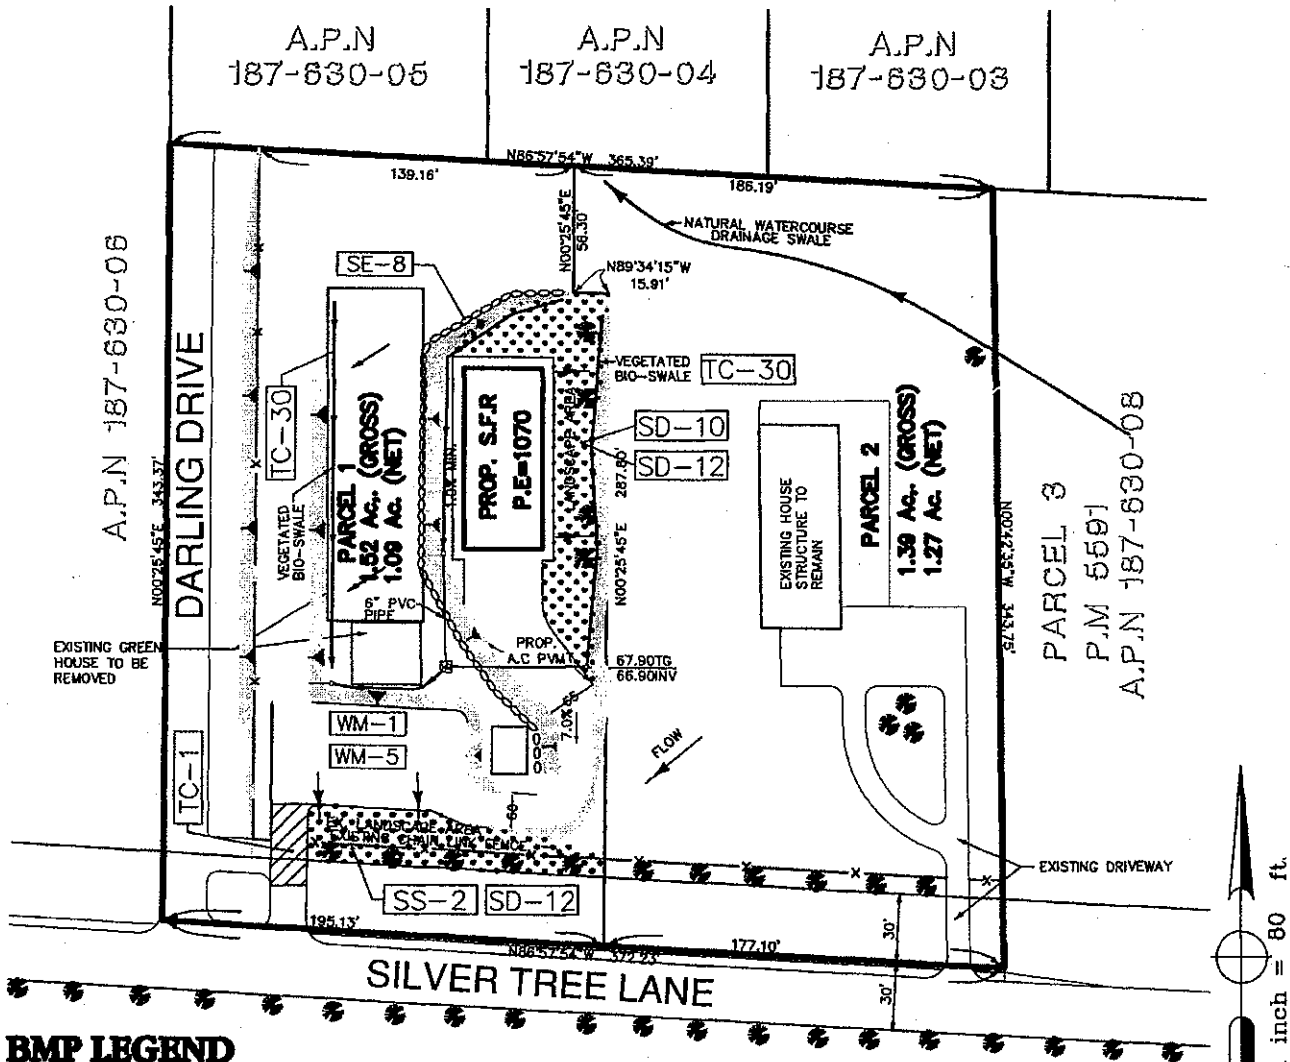 A.P.N
187-630-05
A.P.N
187-630-04
A.P.N
187-630-03
N86°57'54"W 365.39'
139.16'
186.19'
N00°25'45"E
56.30'
NATURAL WATERCOURSE
DRAINAGE SWALE
SE-8
N89°34'15"W
15.91'
A.P.N 187-630-06
DARLING DRIVE
N00°25'45"E 343.37'
TC-30
VEGETATED
BIO-SWALE
PARCEL 1
1.52 Ac,. (GROSS)
1.09 Ac. (NET)
1.0% MIN.
PROP. S.F.R
P.E=1070
LANDSCAPE AREA
VEGETATED
BIO-SWALE
TC-30
SD-10
SD-12
N00°25'45"E 287.80'
EXISTING HOUSE
STRUCTURE TO
REMAIN
PARCEL 2
1.39 Ac,. (GROSS)
1.27 Ac. (NET)
N00°42'35"W 343.75'
PARCEL 3
P.M 5591
A.P.N 187-630-08
6" PVC
PIPE
EXISTING GREEN
HOUSE TO BE
REMOVED
PROP.
A.C PVMT
67.90TG
66.90INV
WM-1
WM-5
7.0%
FLOW
TC-1
60
LANDSCAPE AREA
EXISTING CHAIN LINK FENCE
EXISTING DRIVEWAY
SS-2
SD-12
195.13'
177.10'
30'
N86°57'54"W 372.23'
30'
SILVER TREE LANE
inch = 80 ft.
BMP LEGEND